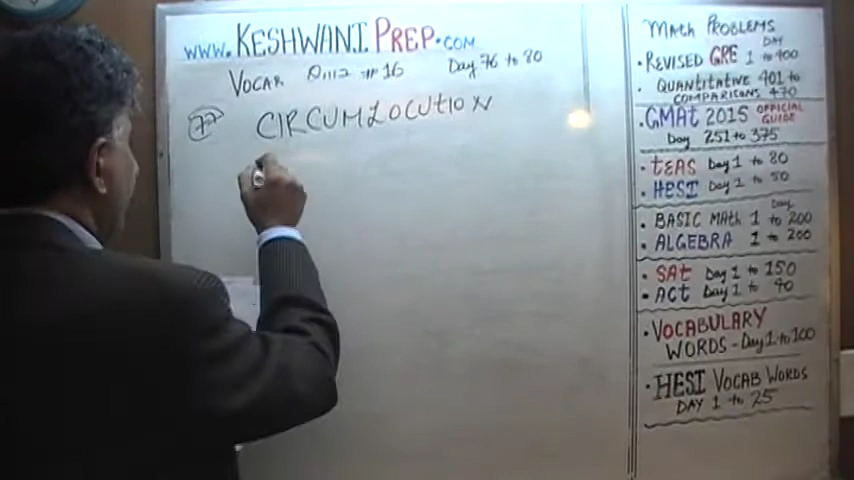 www.KESHWANI PREP.COM
VOCAB QUIZ #16 Day 76 to 80
77 CIRCUMLOCUTION
MATH PROBLEMS
• REVISED GRE DAY 1 to 400
• QUANTITATIVE 401 to
COMPARISONS 470
• GMAT 2015 OFFICIAL GUIDE
Day 251 to 375
• TEAS Day 1 to 80
• HESI Day 1 to 50
Day
• BASIC MATH 1 to 200
• ALGEBRA 1 to 200
• SAT Day 1 to 150
• ACT Day 1 to 40
• VOCABULARY
WORDS - Day 1 to 100
• HESI VOCAB WORDS
DAY 1 to 25